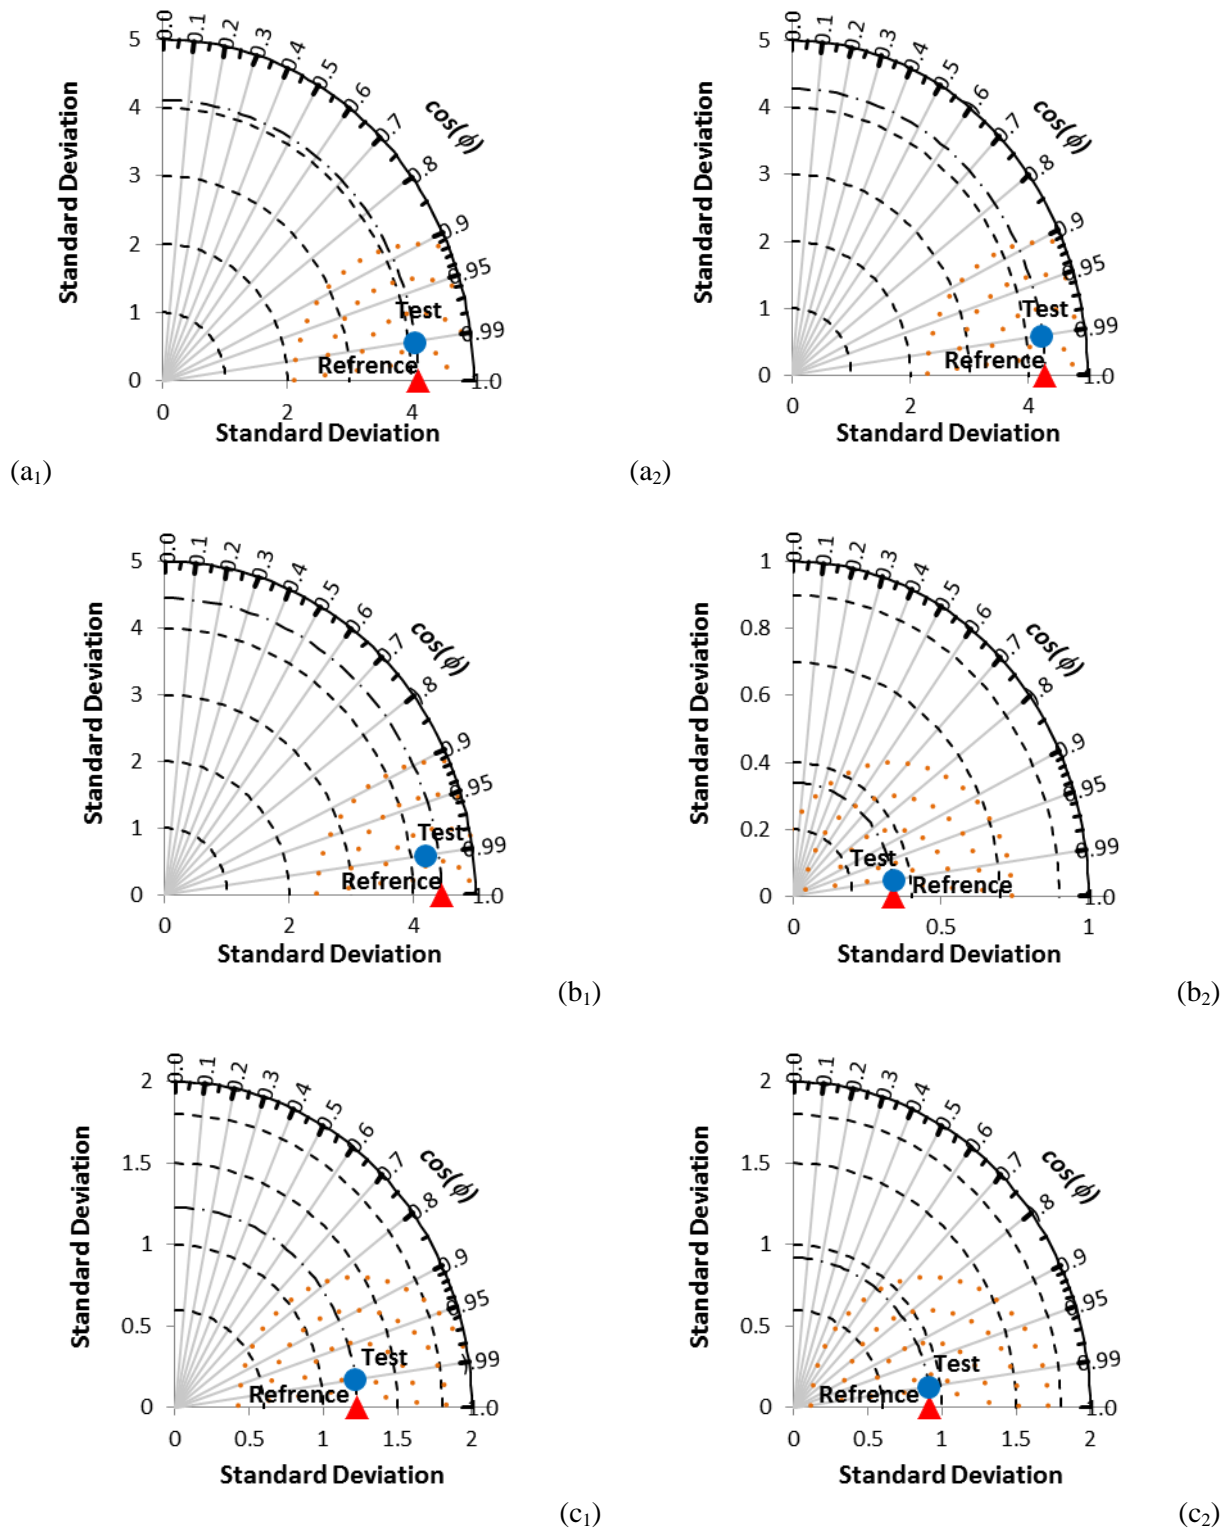 0.0 0.1 0.2 0.3 0.4 0.5 0.6 0.7 0.8 0.9 0.95 0.99 1.0
cos(ϕ)
5
4
3
2
1
0
Standard Deviation
Test
Refrence
0 2 4
Standard Deviation
(a1)
0.0 0.1 0.2 0.3 0.4 0.5 0.6 0.7 0.8 0.9 0.95 0.99 1.0
cos(ϕ)
5
4
3
2
1
0
Standard Deviation
Test
Refrence
0 2 4
Standard Deviation
(a2)
0.0 0.1 0.2 0.3 0.4 0.5 0.6 0.7 0.8 0.9 0.95 0.99 1.0
cos(ϕ)
5
4
3
2
1
0
Standard Deviation
Test
Refrence
0 2 4
Standard Deviation
(b1)
0.0 0.1 0.2 0.3 0.4 0.5 0.6 0.7 0.8 0.9 0.95 0.99 1.0
cos(ϕ)
1
0.8
0.6
0.4
0.2
0
Standard Deviation
Test
Refrence
0 0.5 1
Standard Deviation
(b2)
0.0 0.1 0.2 0.3 0.4 0.5 0.6 0.7 0.8 0.9 0.95 0.99 1.0
cos(ϕ)
2
1.5
1
0.5
0
Standard Deviation
Test
Refrence
0 0.5 1 1.5 2
Standard Deviation
(c1)
0.0 0.1 0.2 0.3 0.4 0.5 0.6 0.7 0.8 0.9 0.95 0.99 1.0
cos(ϕ)
2
1.5
1
0.5
0
Standard Deviation
Test
Refrence
0 0.5 1 1.5 2
Standard Deviation
(c2)